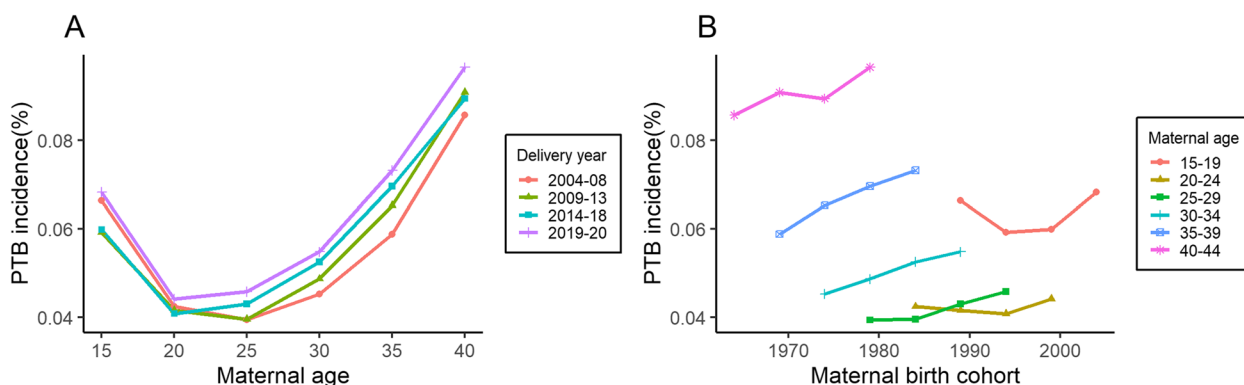 A
PTB incidence(%)
0.08
0.06
0.04
15 20 25 30 35 40
Maternal age
Delivery year
2004-08
2009-13
2014-18
2019-20
B
PTB incidence(%)
0.08
0.06
0.04
1970 1980 1990 2000
Maternal birth cohort
Maternal age
15-19
20-24
25-29
30-34
35-39
40-44